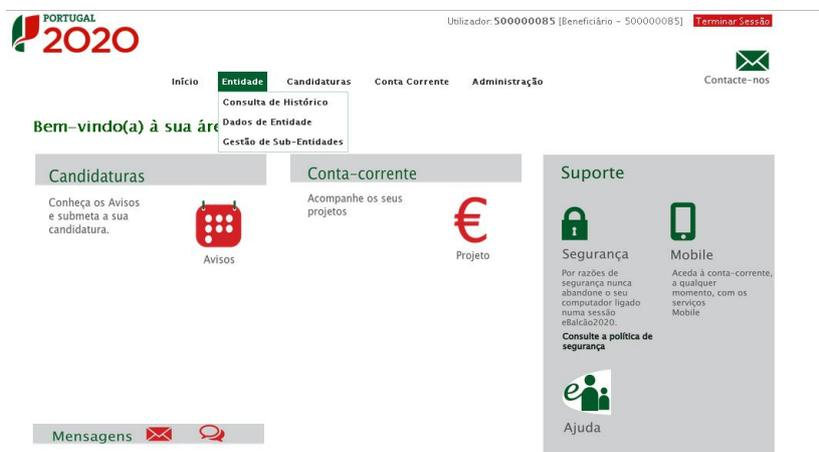 PORTUGAL
2020
Utilizador: S00000085 [Beneficiário - 500000085] Terminar Sessão
Contacte-nos
Início Entidade Candidaturas Conta Corrente Administração
Consulta de Histórico
Dados de Entidade
Gestão de Sub-Entidades
Bem-vindo(a) à sua áre
Candidaturas
Conheça os Avisos
e submeta a sua
candidatura.
Avisos
Conta-corrente
Acompanhe os seus
projetos
€
Projeto
Suporte
Segurança
Por razões de
segurança nunca
abandone o seu
computador ligado
numa sessão
eBalcão2020.
Consulte a política de
segurança
Mobile
Aceda à conta-corrente,
a qualquer
momento, com os
serviços
Mobile
e
Ajuda
Mensagens